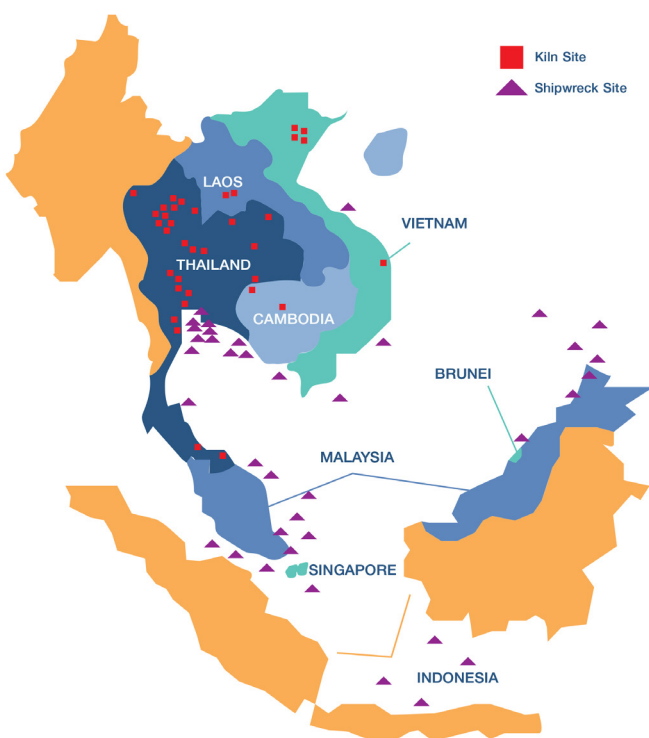 Kiln Site
Shipwreck Site
LAOS
VIETNAM
THAILAND
CAMBODIA
BRUNEI
MALAYSIA
SINGAPORE
INDONESIA